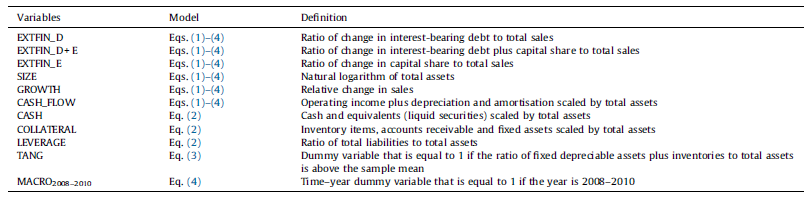 Variables Model Definition
EXTFIN_D Eqs. (1)–(4) Ratio of change in interest-bearing debt to total sales
EXTFIN_D+ E Eqs. (1)–(4) Ratio of change in interest-bearing debt plus capital share to total sales
EXTFIN_E Eqs. (1)–(4) Ratio of change in capital share to total sales
SIZE Eqs. (1)–(4) Natural logarithm of total assets
GROWTH Eqs. (1)–(4) Relative change in sales
CASH_FLOW Eqs. (1)–(4) Operating income plus depreciation and amortisation scaled by total assets
CASH Eq. (2) Cash and equivalents (liquid securities) scaled by total assets
COLLATERAL Eq. (2) Inventory items, accounts receivable and fixed assets scaled by total assets
LEVERAGE Eq. (2) Ratio of total liabilities to total assets
TANG Eq. (3) Dummy variable that is equal to 1 if the ratio of fixed depreciable assets plus inventories to total assets
is above the sample mean
MACRO2008–2010 Eq. (4) Time–year dummy variable that is equal to 1 if the year is 2008–2010